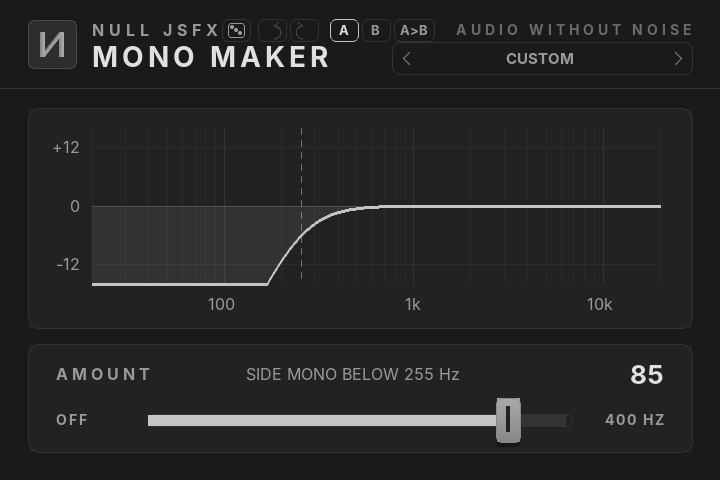 NULL JSFX A B A>B AUDIO WITHOUT NOISE
MONO MAKER
CUSTOM
+12
0
-12
100 1k 10k
AMOUNT SIDE MONO BELOW 255 Hz 85
OFF 400 HZ